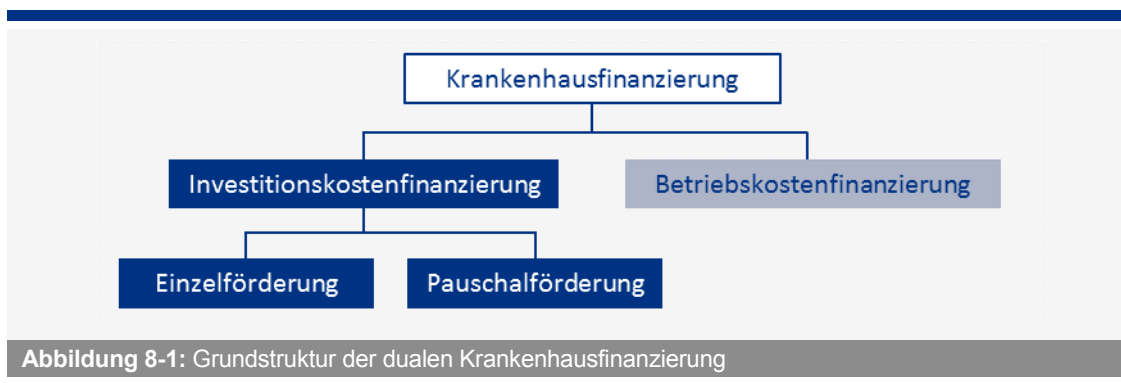 Krankenhausfinanzierung
Investitionskostenfinanzierung
Betriebskostenfinanzierung
Einzelförderung
Pauschalförderung
Abbildung 8-1: Grundstruktur der dualen Krankenhausfinanzierung